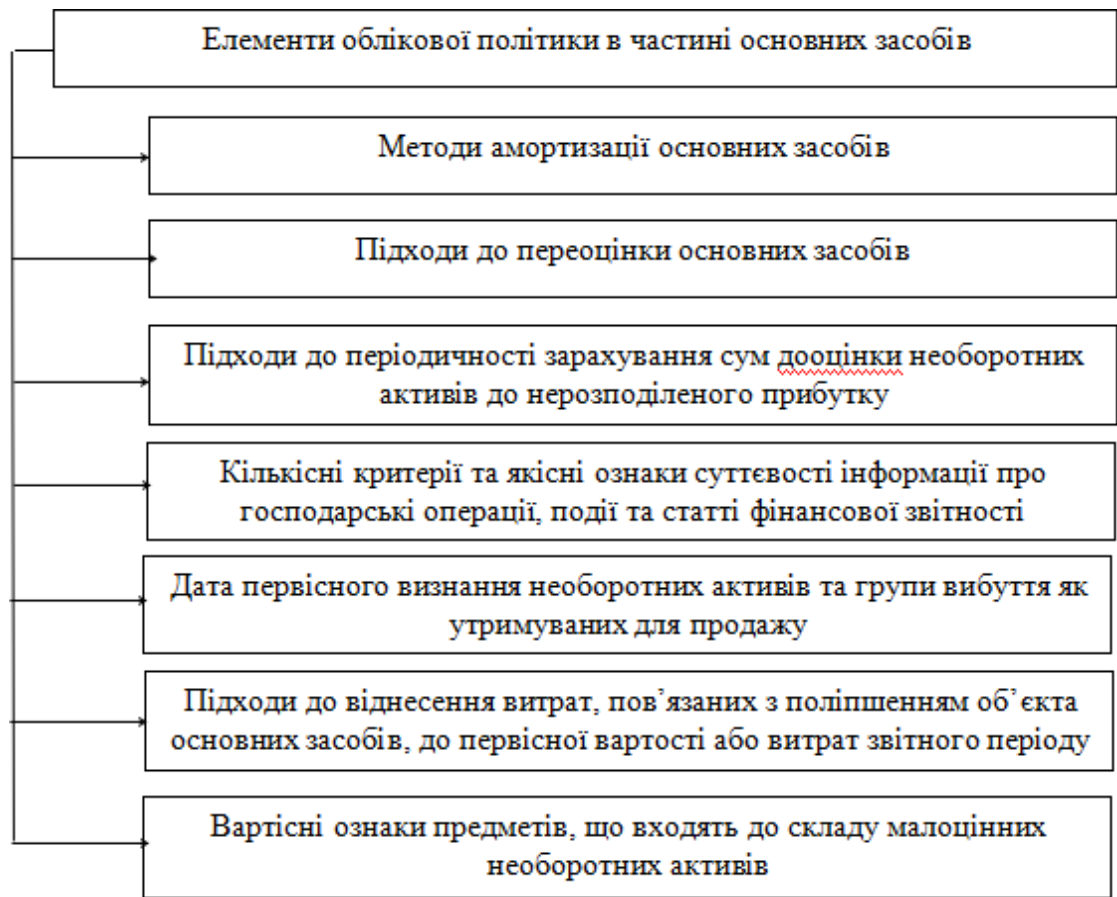 Елементи облікової політики в частині основних засобів
Методи амортизації основних засобів
Підходи до переоцінки основних засобів
Підходи до періодичності зарахування сум дооцінки необоротних
активів до нерозподіленого прибутку
Кількісні критерії та якісні ознаки суттєвості інформації про
господарські операції, події та статті фінансової звітності
Дата первісного визнання необоротних активів та групи вибуття як
утримуваних для продажу
Підходи до віднесення витрат, пов’язаних з поліпшенням об’єкта
основних засобів, до первісної вартості або витрат звітного періоду
Вартісні ознаки предметів, що входять до складу малоцінних
необоротних активів